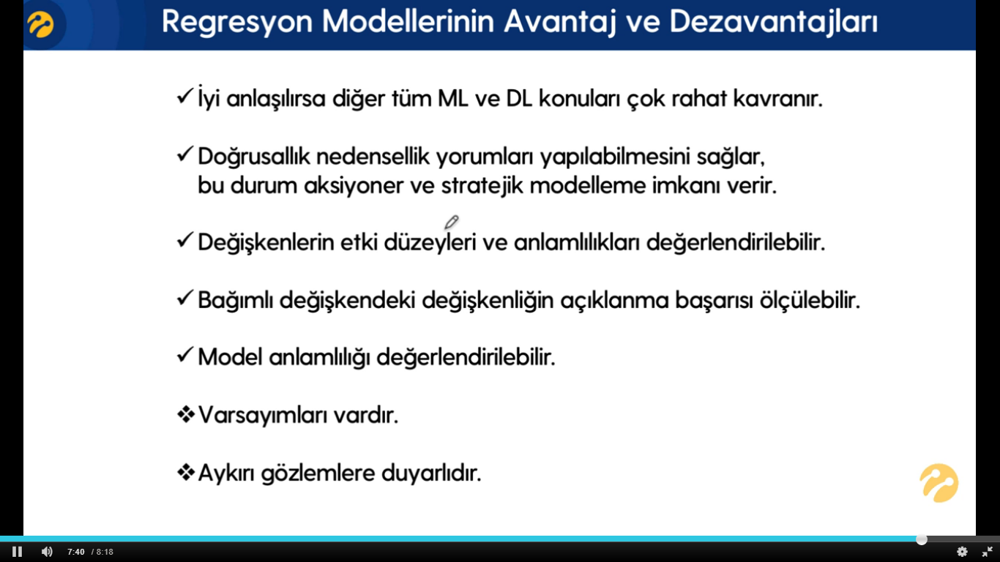 Regresyon Modellerinin Avantaj ve Dezavantajları
✓ İyi anlaşılırsa diğer tüm ML ve DL konuları çok rahat kavranır.
✓ Doğrusallık nedensellik yorumları yapılabilmesini sağlar,
bu durum aksiyoner ve stratejik modelleme imkanı verir.
✓ Değişkenlerin etki düzeyleri ve anlamlılıkları değerlendirilebilir.
✓ Bağımlı değişkendeki değişkenliğin açıklanma başarısı ölçülebilir.
✓ Model anlamlılığı değerlendirilebilir.
❖ Varsayımları vardır.
❖ Aykırı gözlemlere duyarlıdır.
7:40 / 8:18